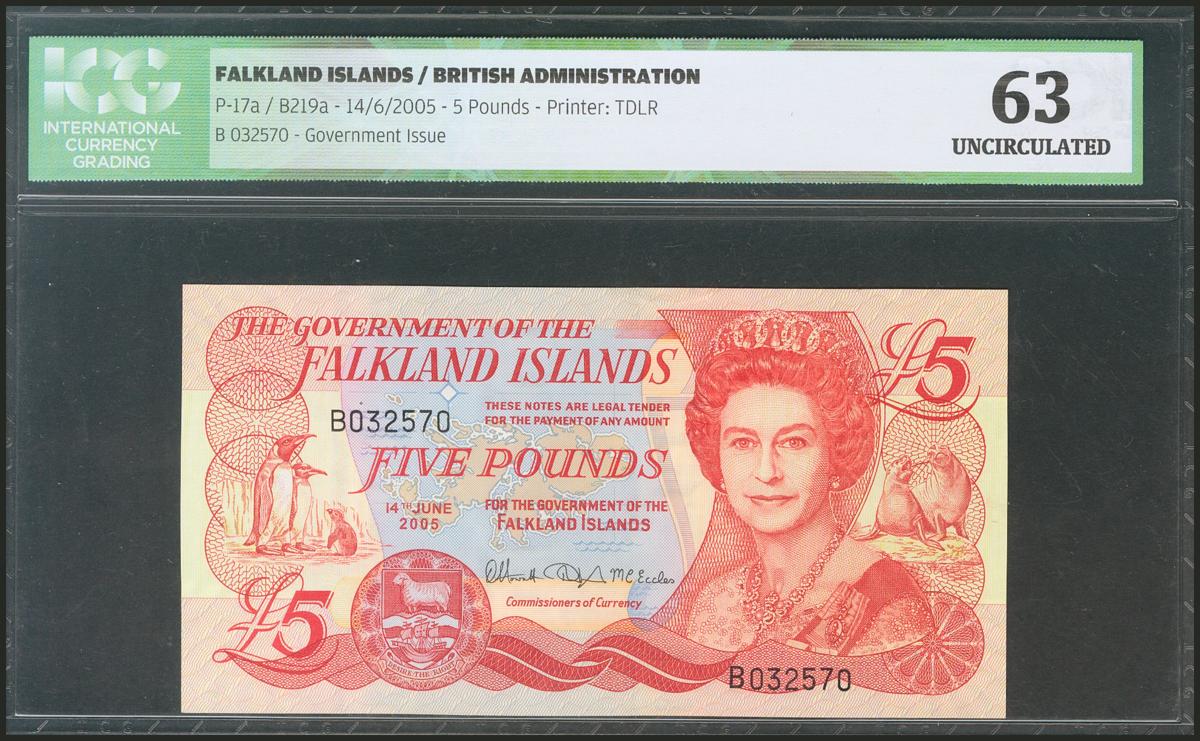 ICG
INTERNATIONAL
CURRENCY
GRADING
FALKLAND ISLANDS / BRITISH ADMINISTRATION
P-17a / B219a - 14/6/2005 - 5 Pounds - Printer: TDLR
B 032570 - Government Issue
63
UNCIRCULATED
THE GOVERNMENT OF THE
FALKLAND ISLANDS
£5
B032570
THESE NOTES ARE LEGAL TENDER
FOR THE PAYMENT OF ANY AMOUNT
FIVE POUNDS
14TH JUNE
2005
FOR THE GOVERNMENT OF THE
FALKLAND ISLANDS
M C Eccles
Commissioners of Currency
£5
DESIRE THE RIGHT
B032570